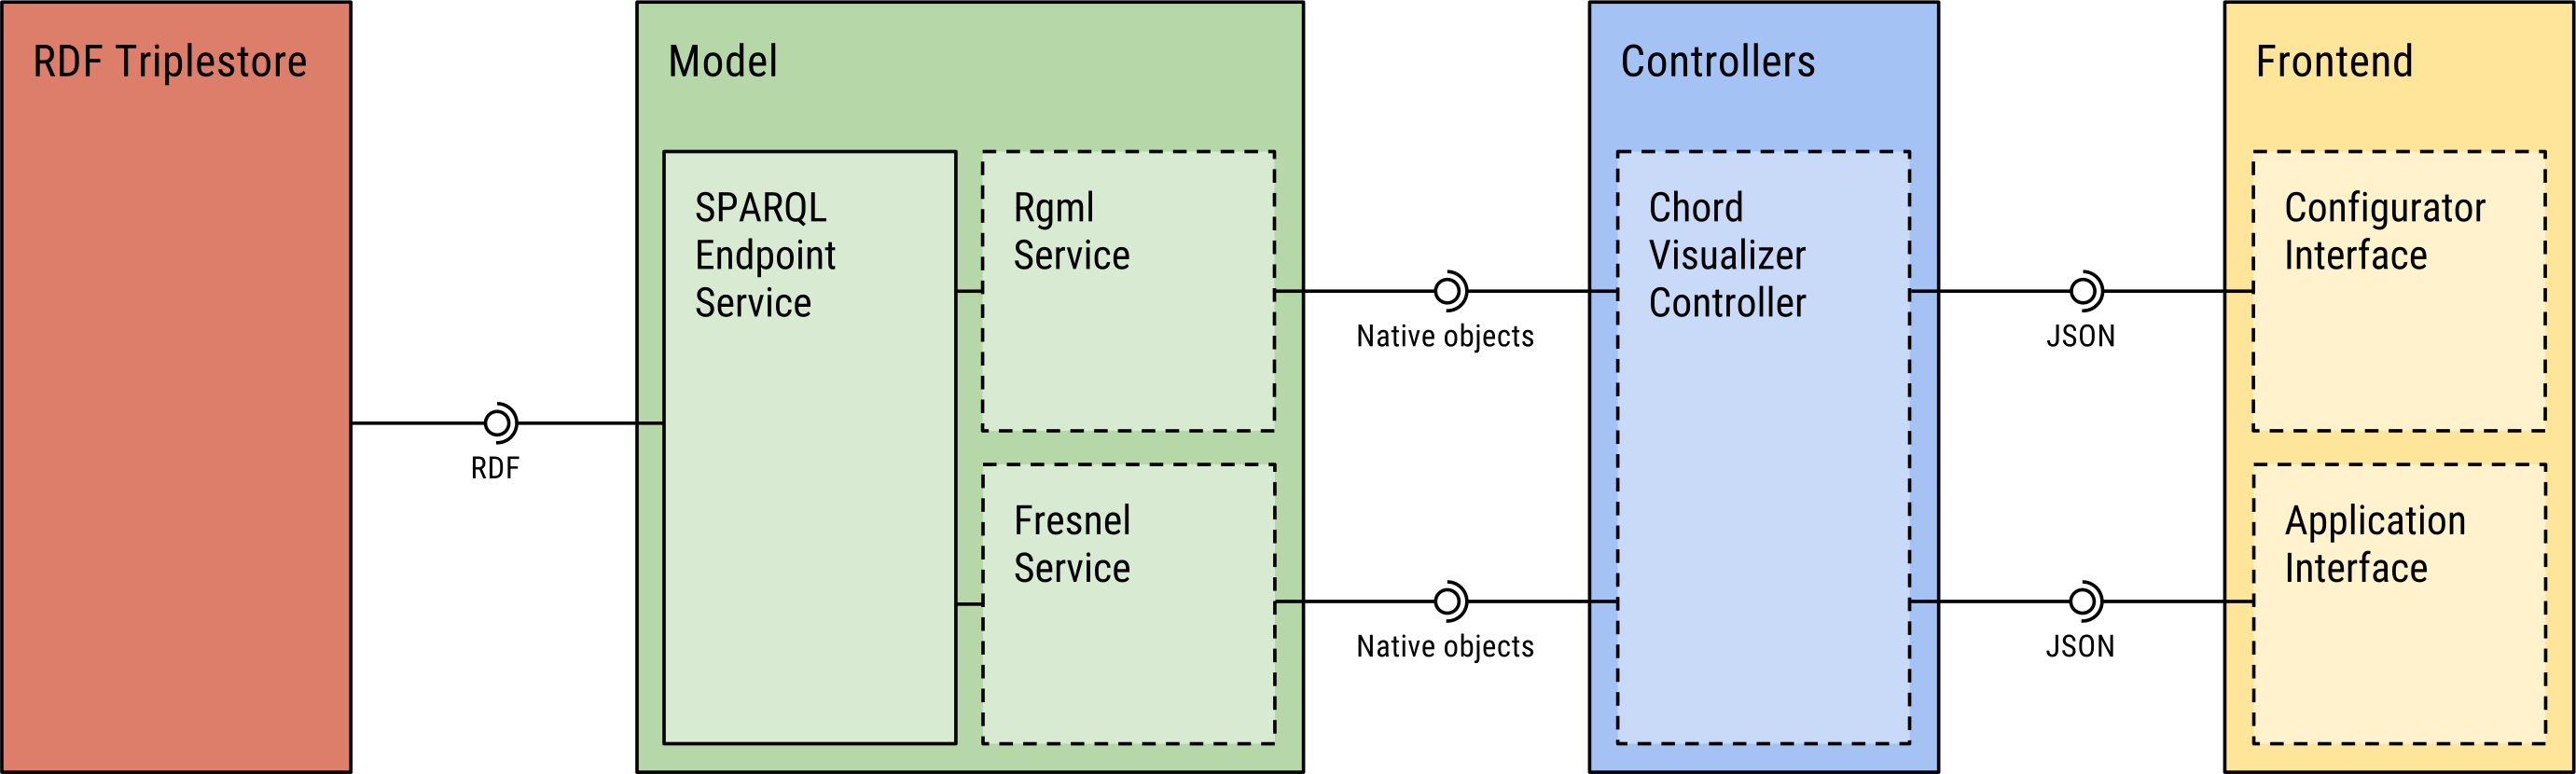 RDF Triplestore
RDF
Model
SPARQL
Endpoint
Service
Rgml
Service
Fresnel
Service
Native objects
Native objects
Controllers
Chord
Visualizer
Controller
JSON
JSON
Frontend
Configurator
Interface
Application
Interface